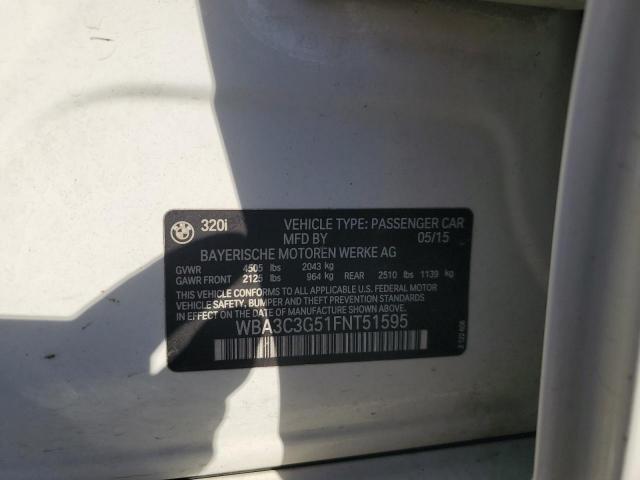 BMW 320i VEHICLE TYPE: PASSENGER CAR
MFD BY 05/15
BAYERISCHE MOTOREN WERKE AG
GVWR 4505 lbs 2043 kg
GAWR FRONT 2125 lbs 964 kg REAR 2510 lbs 1139 kg
THIS VEHICLE CONFORMS TO ALL APPLICABLE U.S. FEDERAL MOTOR
VEHICLE SAFETY, BUMPER AND THEFT PREVENTION STANDARDS
IN EFFECT ON THE DATE OF MANUFACTURE SHOWN ABOVE.
WBA3C3G51FNT51595